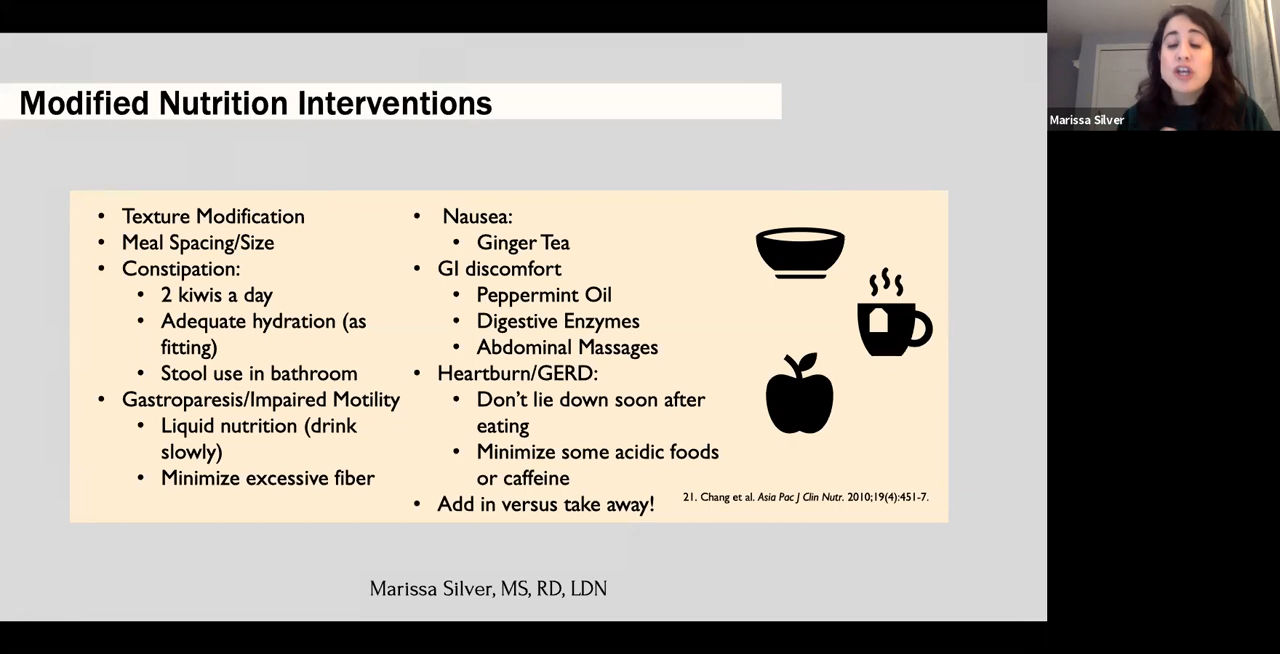 Modified Nutrition Interventions
Marissa Silver
• Texture Modification
• Meal Spacing/Size
• Constipation:
• 2 kiwis a day
• Adequate hydration (as
fitting)
• Stool use in bathroom
• Gastroparesis/Impaired Motility
• Liquid nutrition (drink
slowly)
• Minimize excessive fiber
• Nausea:
• Ginger Tea
• GI discomfort
• Peppermint Oil
• Digestive Enzymes
• Abdominal Massages
• Heartburn/GERD:
• Don’t lie down soon after
eating
• Minimize some acidic foods
or caffeine
• Add in versus take away!
21. Chang et al. Asia Pac J Clin Nutr. 2010;19(4):451-7.
Marissa Silver, MS, RD, LDN